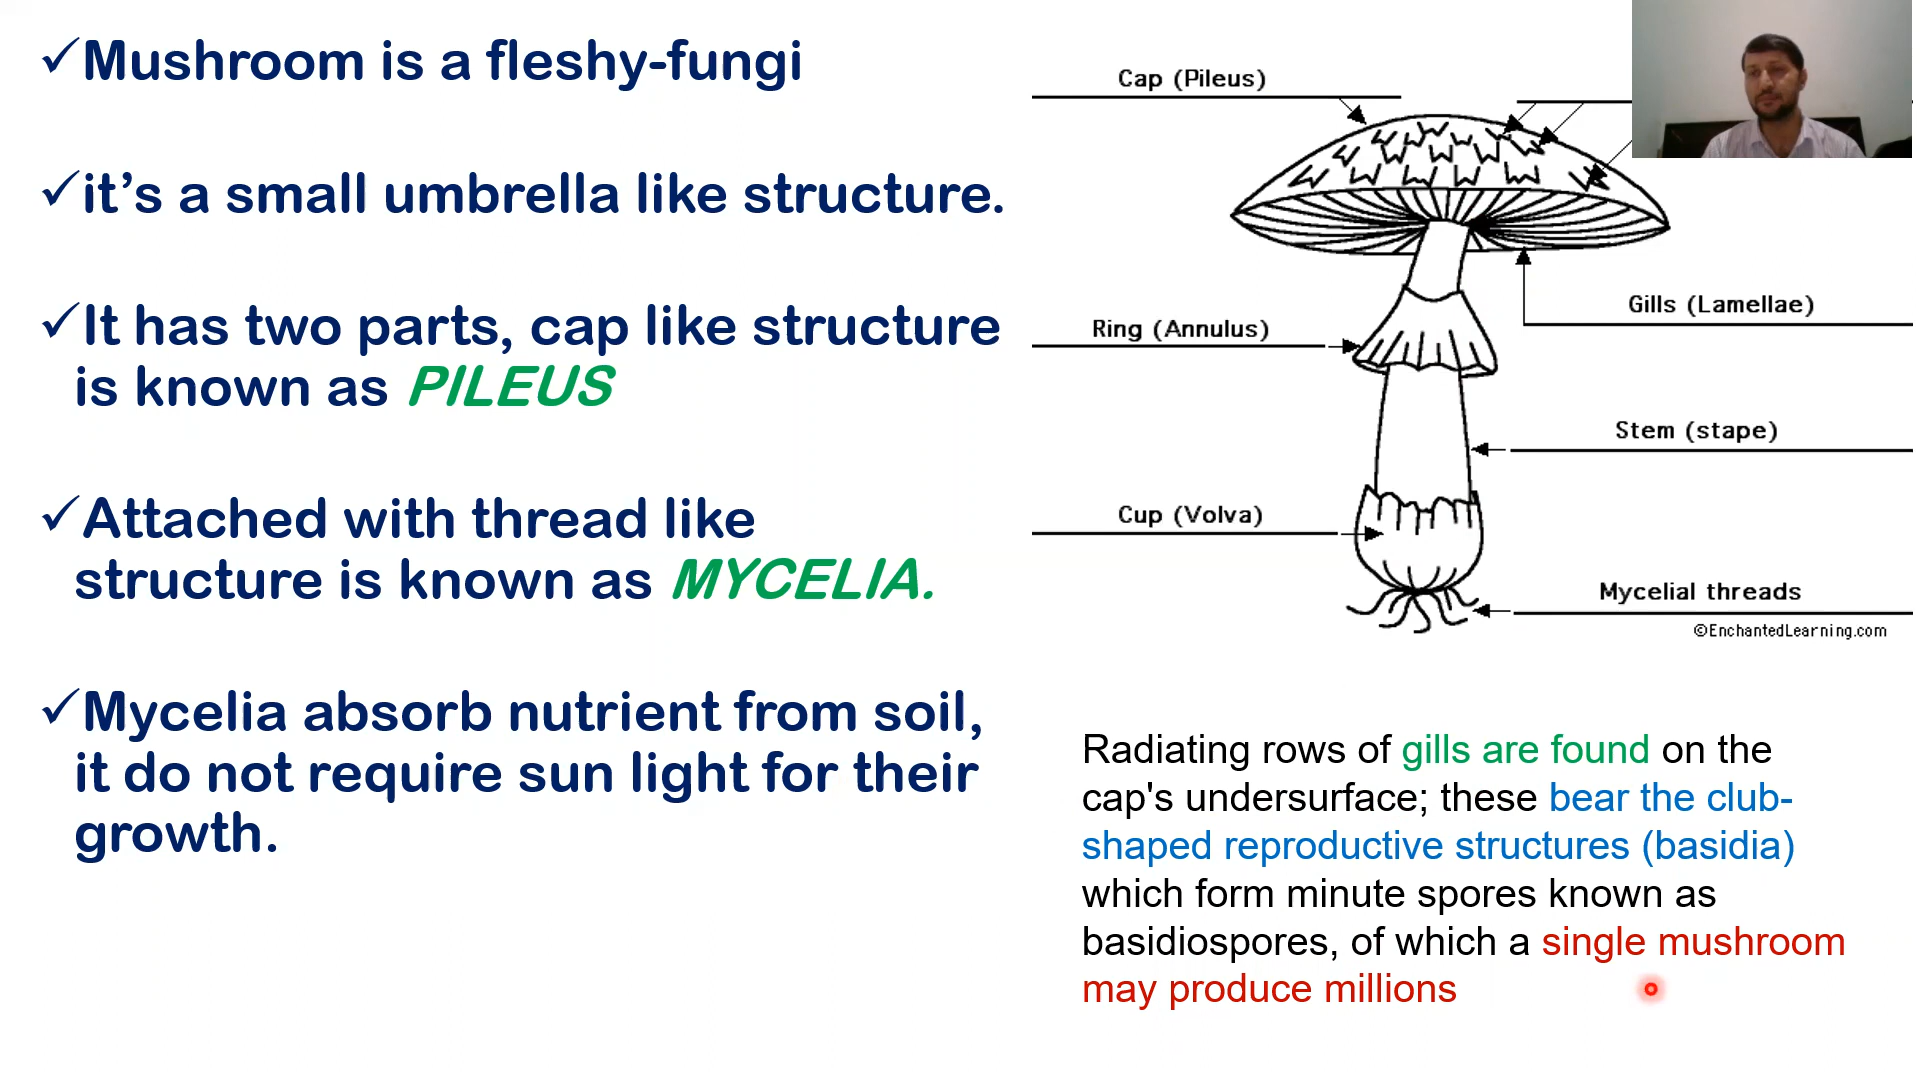 ✓Mushroom is a fleshy-fungi
✓it’s a small umbrella like structure.
✓It has two parts, cap like structure
is known as PILEUS
✓Attached with thread like
structure is known as MYCELIA.
✓Mycelia absorb nutrient from soil,
it do not require sun light for their
growth.
Cap (Pileus)
Gills (Lamellae)
Ring (Annulus)
Stem (stape)
Cup (Volva)
Mycelial threads
©EnchantedLearning.com
Radiating rows of gills are found on the
cap's undersurface; these bear the club-
shaped reproductive structures (basidia)
which form minute spores known as
basidiospores, of which a single mushroom
may produce millions